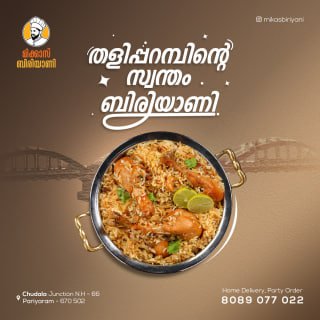 mikasbiriyani
മിക്കാസ്
ബിരിയാണി
തളിപ്പറമ്പിന്റെ
സ്വന്തം
ബിരിയാണി
Chudala Junction N.H - 66
Pariyaram - 670 502
Home Delivery, Party Order
8089 077 022